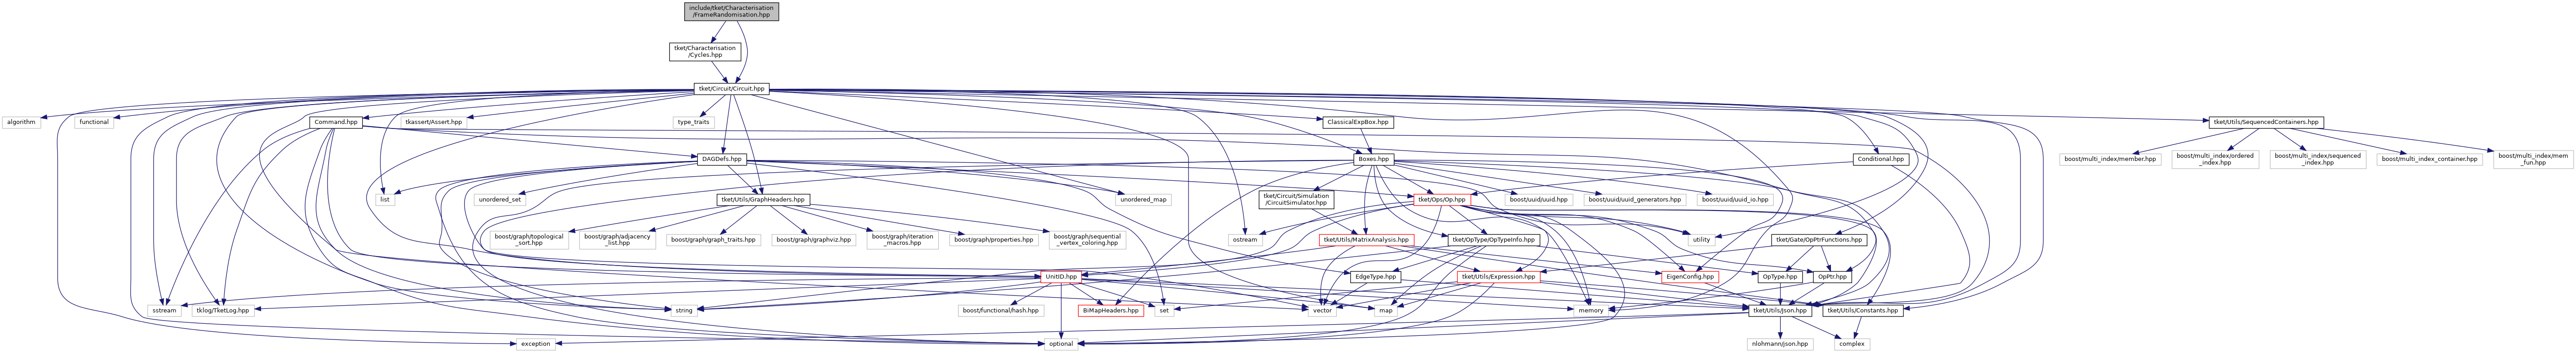 include/tket/Characterisation
/FrameRandomisation.hpp
tket/Characterisation
/Cycles.hpp
tket/Circuit/Circuit.hpp
algorithm
functional
Command.hpp
tkassert/Assert.hpp
type_traits
ClassicalExpBox.hpp
tket/Utils/SequencedContainers.hpp
DAGDefs.hpp
Boxes.hpp
Conditional.hpp
boost/multi_index/member.hpp
boost/multi_index/ordered
_index.hpp
boost/multi_index/sequenced
_index.hpp
boost/multi_index_container.hpp
boost/multi_index/mem
_fun.hpp
list
unordered_set
tket/Utils/GraphHeaders.hpp
unordered_map
tket/Circuit/Simulation
/CircuitSimulator.hpp
tket/Ops/Op.hpp
boost/uuid/uuid.hpp
boost/uuid/uuid_generators.hpp
boost/uuid/uuid_io.hpp
boost/graph/topological
_sort.hpp
boost/graph/adjacency
_list.hpp
boost/graph/graph_traits.hpp
boost/graph/graphviz.hpp
boost/graph/iteration
_macros.hpp
boost/graph/properties.hpp
boost/graph/sequential
_vertex_coloring.hpp
ostream
tket/Utils/MatrixAnalysis.hpp
tket/OpType/OpTypeInfo.hpp
utility
tket/Gate/OpPtrFunctions.hpp
UnitID.hpp
EdgeType.hpp
tket/Utils/Expression.hpp
EigenConfig.hpp
OpType.hpp
OpPtr.hpp
sstream
tklog/TketLog.hpp
string
boost/functional/hash.hpp
BiMapHeaders.hpp
set
vector
map
memory
tket/Utils/Json.hpp
tket/Utils/Constants.hpp
exception
optional
nlohmann/json.hpp
complex